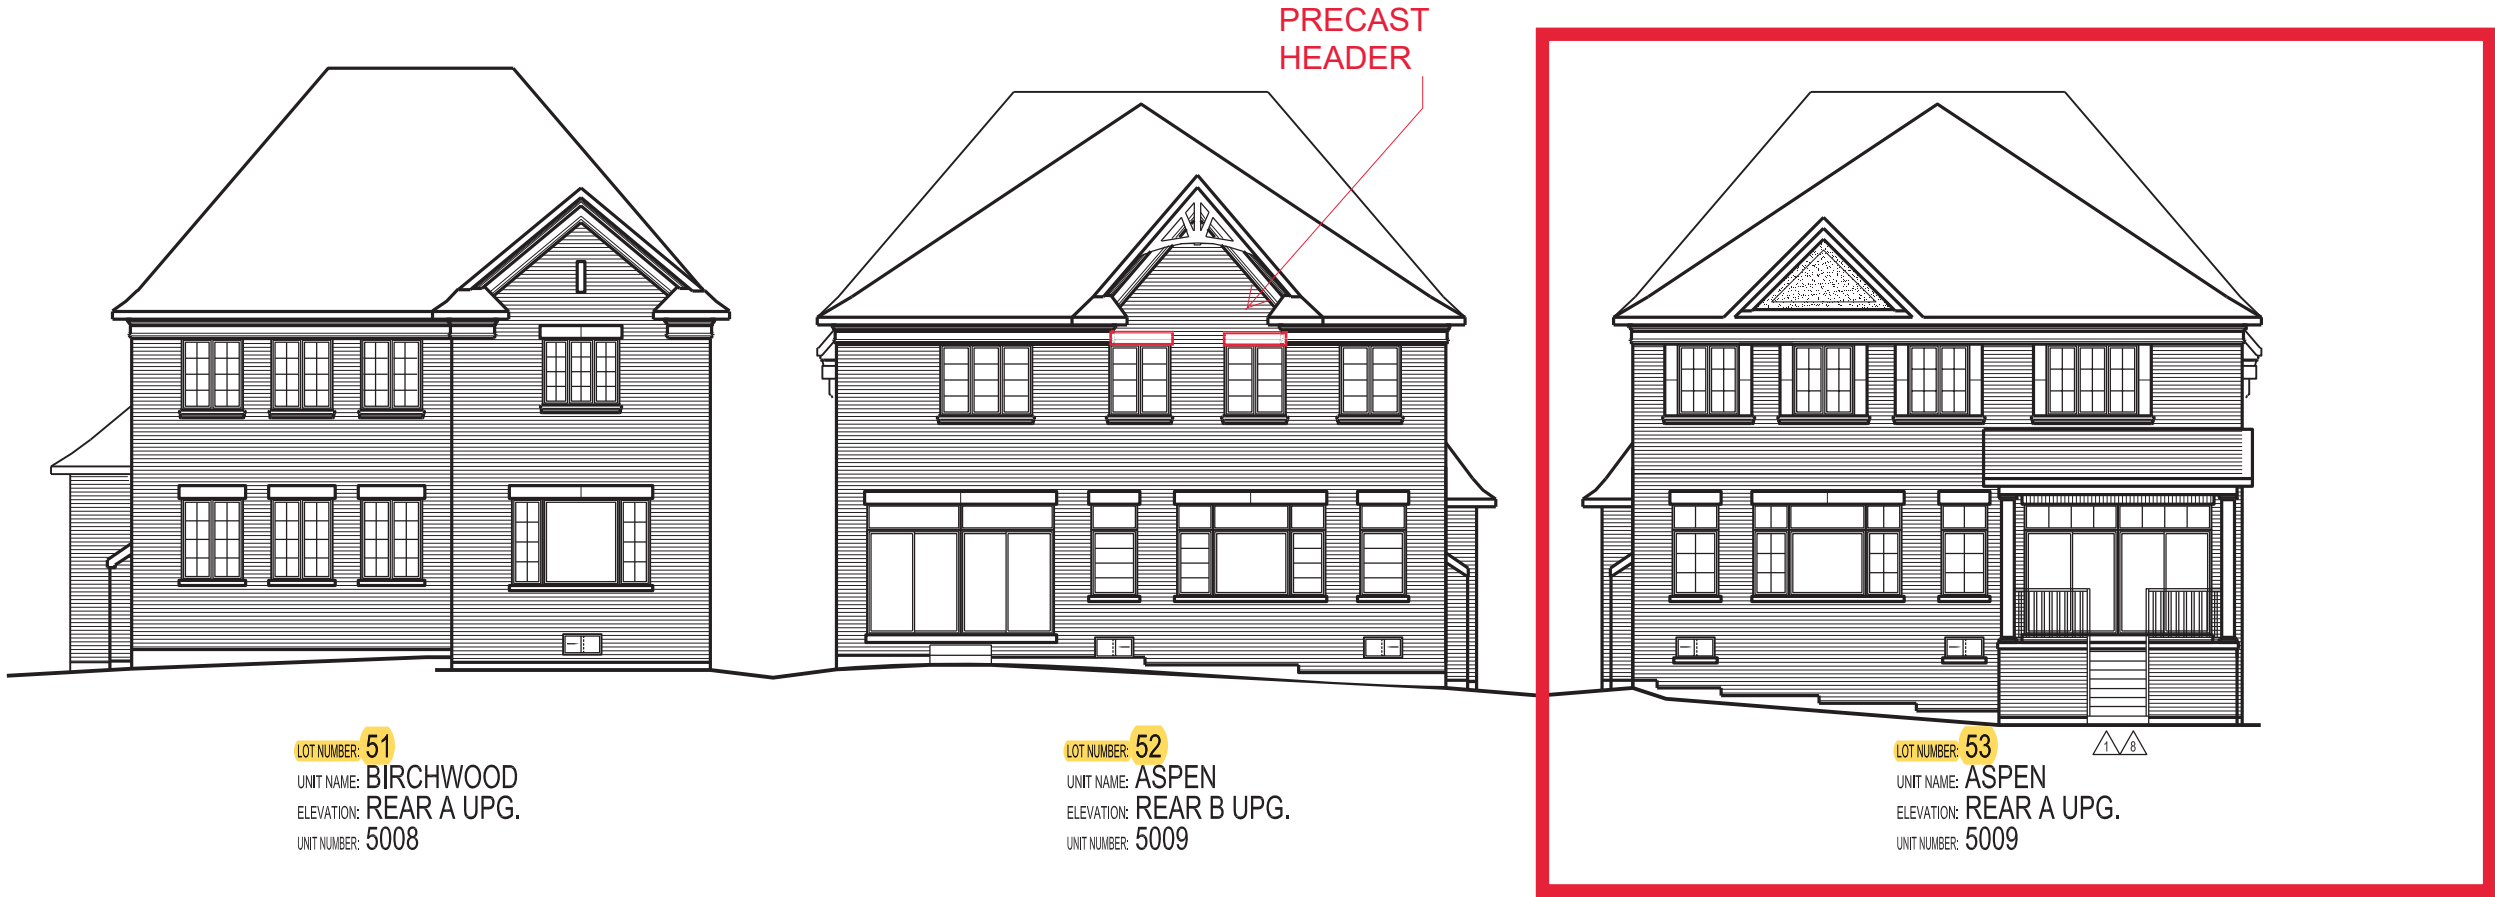 PRECAST
HEADER
LOT NUMBER: 51
UNIT NAME: BIRCHWOOD
ELEVATION: REAR A UPG.
UNIT NUMBER: 5008
LOT NUMBER: 52
UNIT NAME: ASPEN
ELEVATION: REAR B UPG.
UNIT NUMBER: 5009
LOT NUMBER: 53
UNIT NAME: ASPEN
ELEVATION: REAR A UPG.
UNIT NUMBER: 5009
1 8